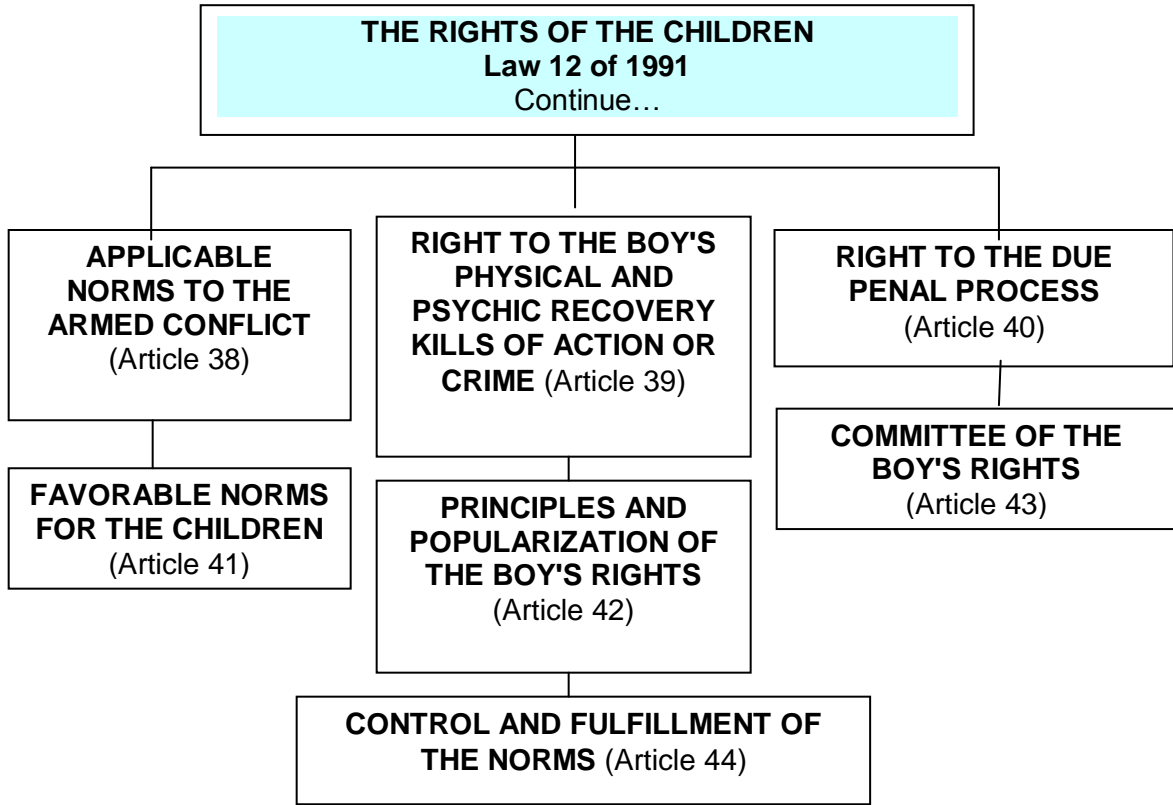 THE RIGHTS OF THE CHILDREN
Law 12 of 1991
Continue…
APPLICABLE
NORMS TO THE
ARMED CONFLICT
(Article 38)
RIGHT TO THE BOY'S
PHYSICAL AND
PSYCHIC RECOVERY
KILLS OF ACTION OR
CRIME (Article 39)
RIGHT TO THE DUE
PENAL PROCESS
(Article 40)
FAVORABLE NORMS
FOR THE CHILDREN
(Article 41)
PRINCIPLES AND
POPULARIZATION OF
THE BOY'S RIGHTS
(Article 42)
COMMITTEE OF THE
BOY'S RIGHTS
(Article 43)
CONTROL AND FULFILLMENT OF
THE NORMS (Article 44)